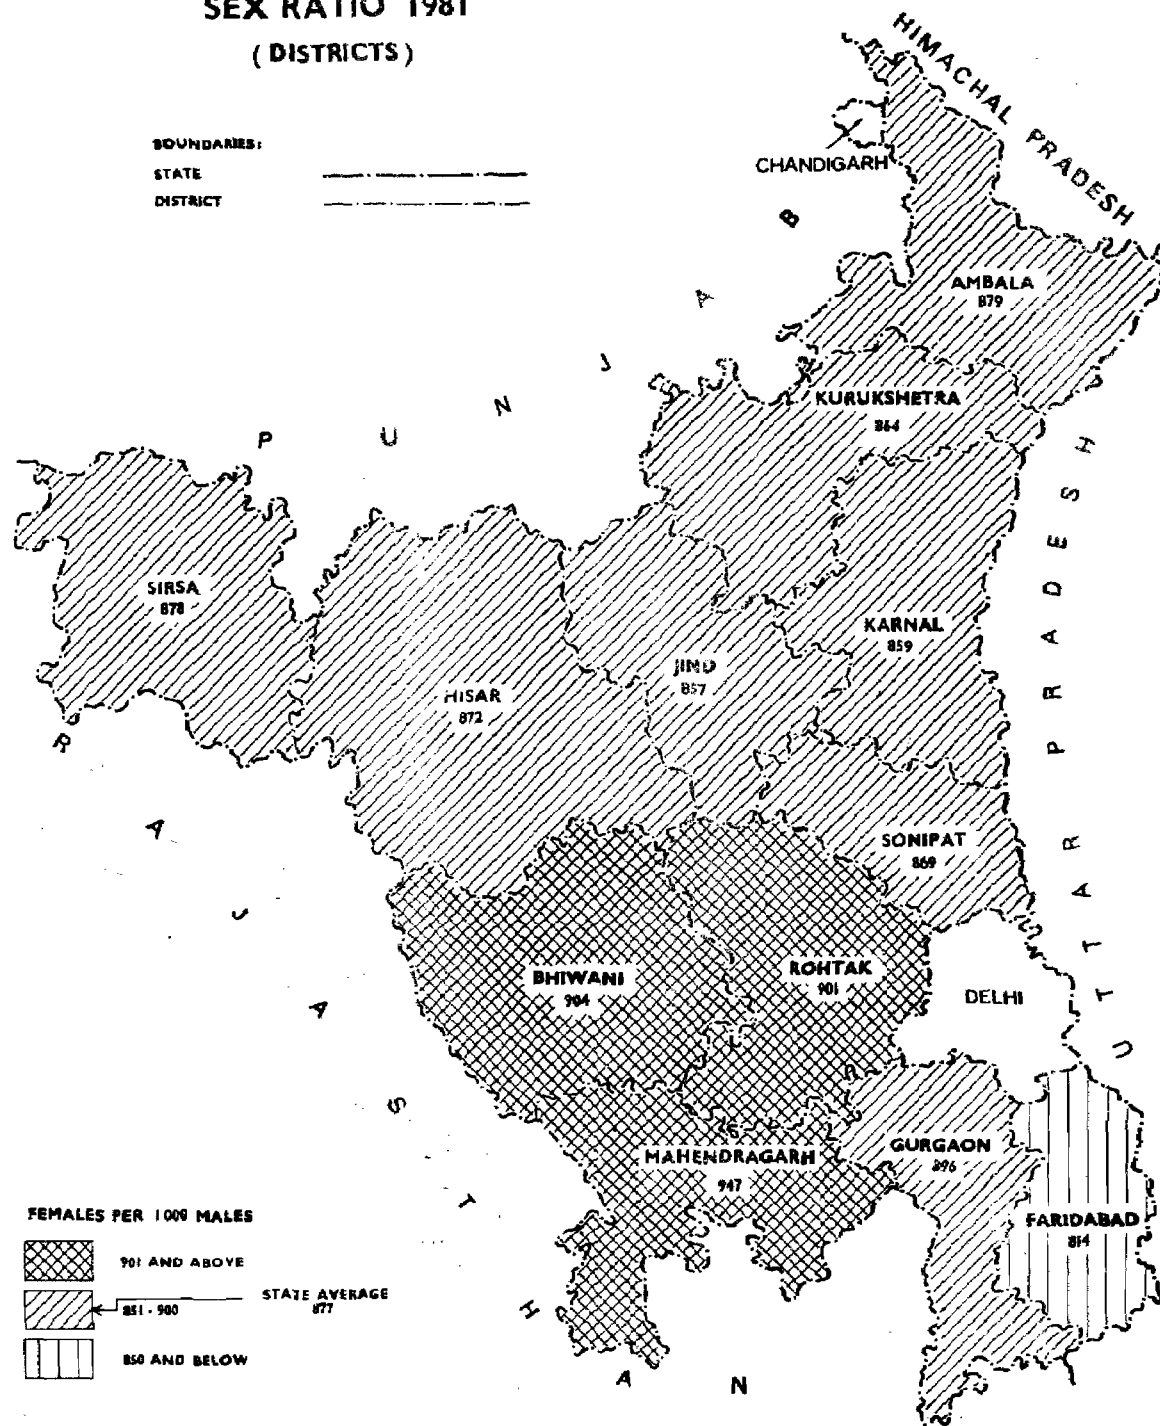 SEX RATIO 1981
( DISTRICTS )
BOUNDARIES:
STATE
DISTRICT
HIMACHAL PRADESH
CHANDIGARH
PUNJAB
AMBALA
879
KURUKSHETRA
864
UTTAR PRADESH
SIRSA
878
KARNAL
859
JIND
857
HISAR
872
RAJASTHAN
SONIPAT
869
BHIWANI
904
ROHTAK
901
DELHI
MAHENDRAGARH
947
GURGAON
896
FARIDABAD
814
FEMALES PER 1000 MALES
901 AND ABOVE
851 - 900
STATE AVERAGE
877
850 AND BELOW